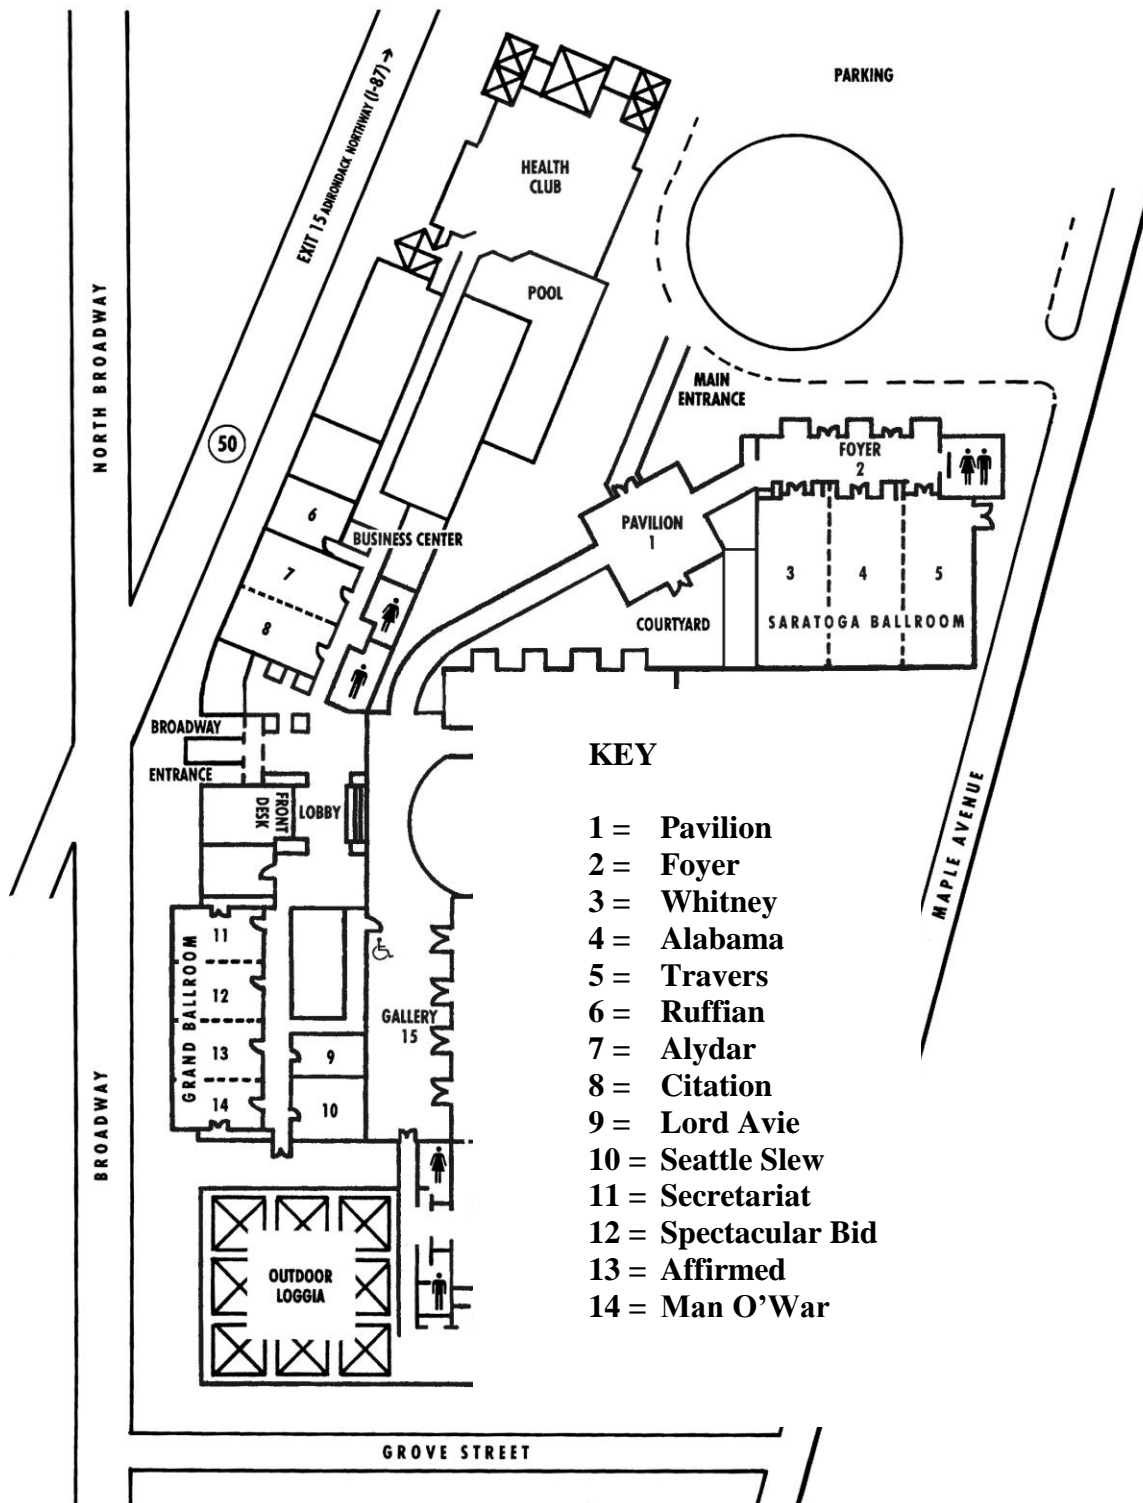 PARKING
EXIT 15 ADIRONDACK NORTHWAY (I-87) →
HEALTH
CLUB
POOL
NORTH BROADWAY
50
MAIN
ENTRANCE
FOYER
2
6
BUSINESS CENTER
PAVILION
1
7
3
4
5
8
COURTYARD
SARATOGA BALLROOM
BROADWAY
ENTRANCE
FRONT
DESK
LOBBY
MAPLE AVENUE
GRAND BALLROOM
11
12
13
14
GALLERY
15
9
10
BROADWAY
OUTDOOR
LOGGIA
GROVE STREET
KEY
1 = Pavilion
2 = Foyer
3 = Whitney
4 = Alabama
5 = Travers
6 = Ruffian
7 = Alydar
8 = Citation
9 = Lord Avie
10 = Seattle Slew
11 = Secretariat
12 = Spectacular Bid
13 = Affirmed
14 = Man O’War